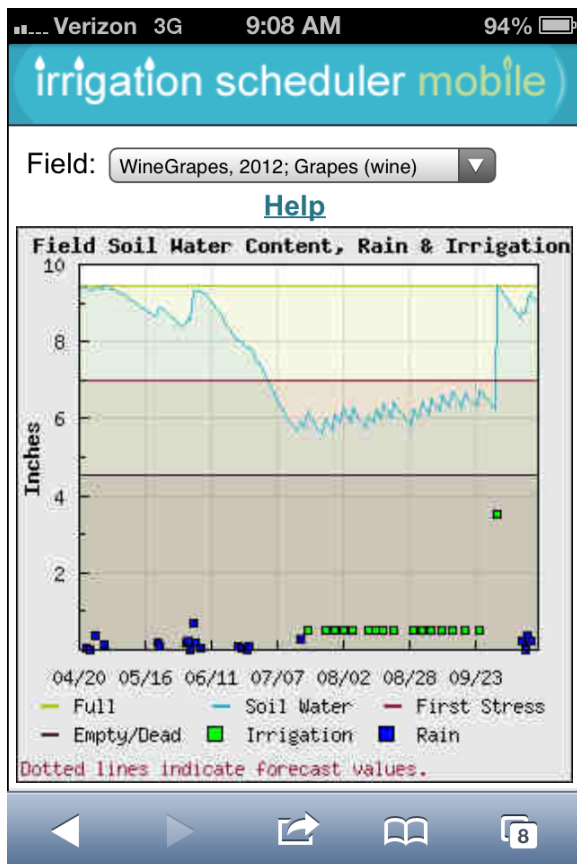 Verizon 3G 9:08 AM 94%
irrigation scheduler mobile
Field: WineGrapes, 2012; Grapes (wine)
Help
Field Soil Water Content, Rain & Irrigation
10
8
6
4
2
Inches
04/20 05/16 06/11 07/07 08/02 08/28 09/23
Full Soil Water First Stress
Empty/Dead Irrigation Rain
Dotted lines indicate forecast values.
8